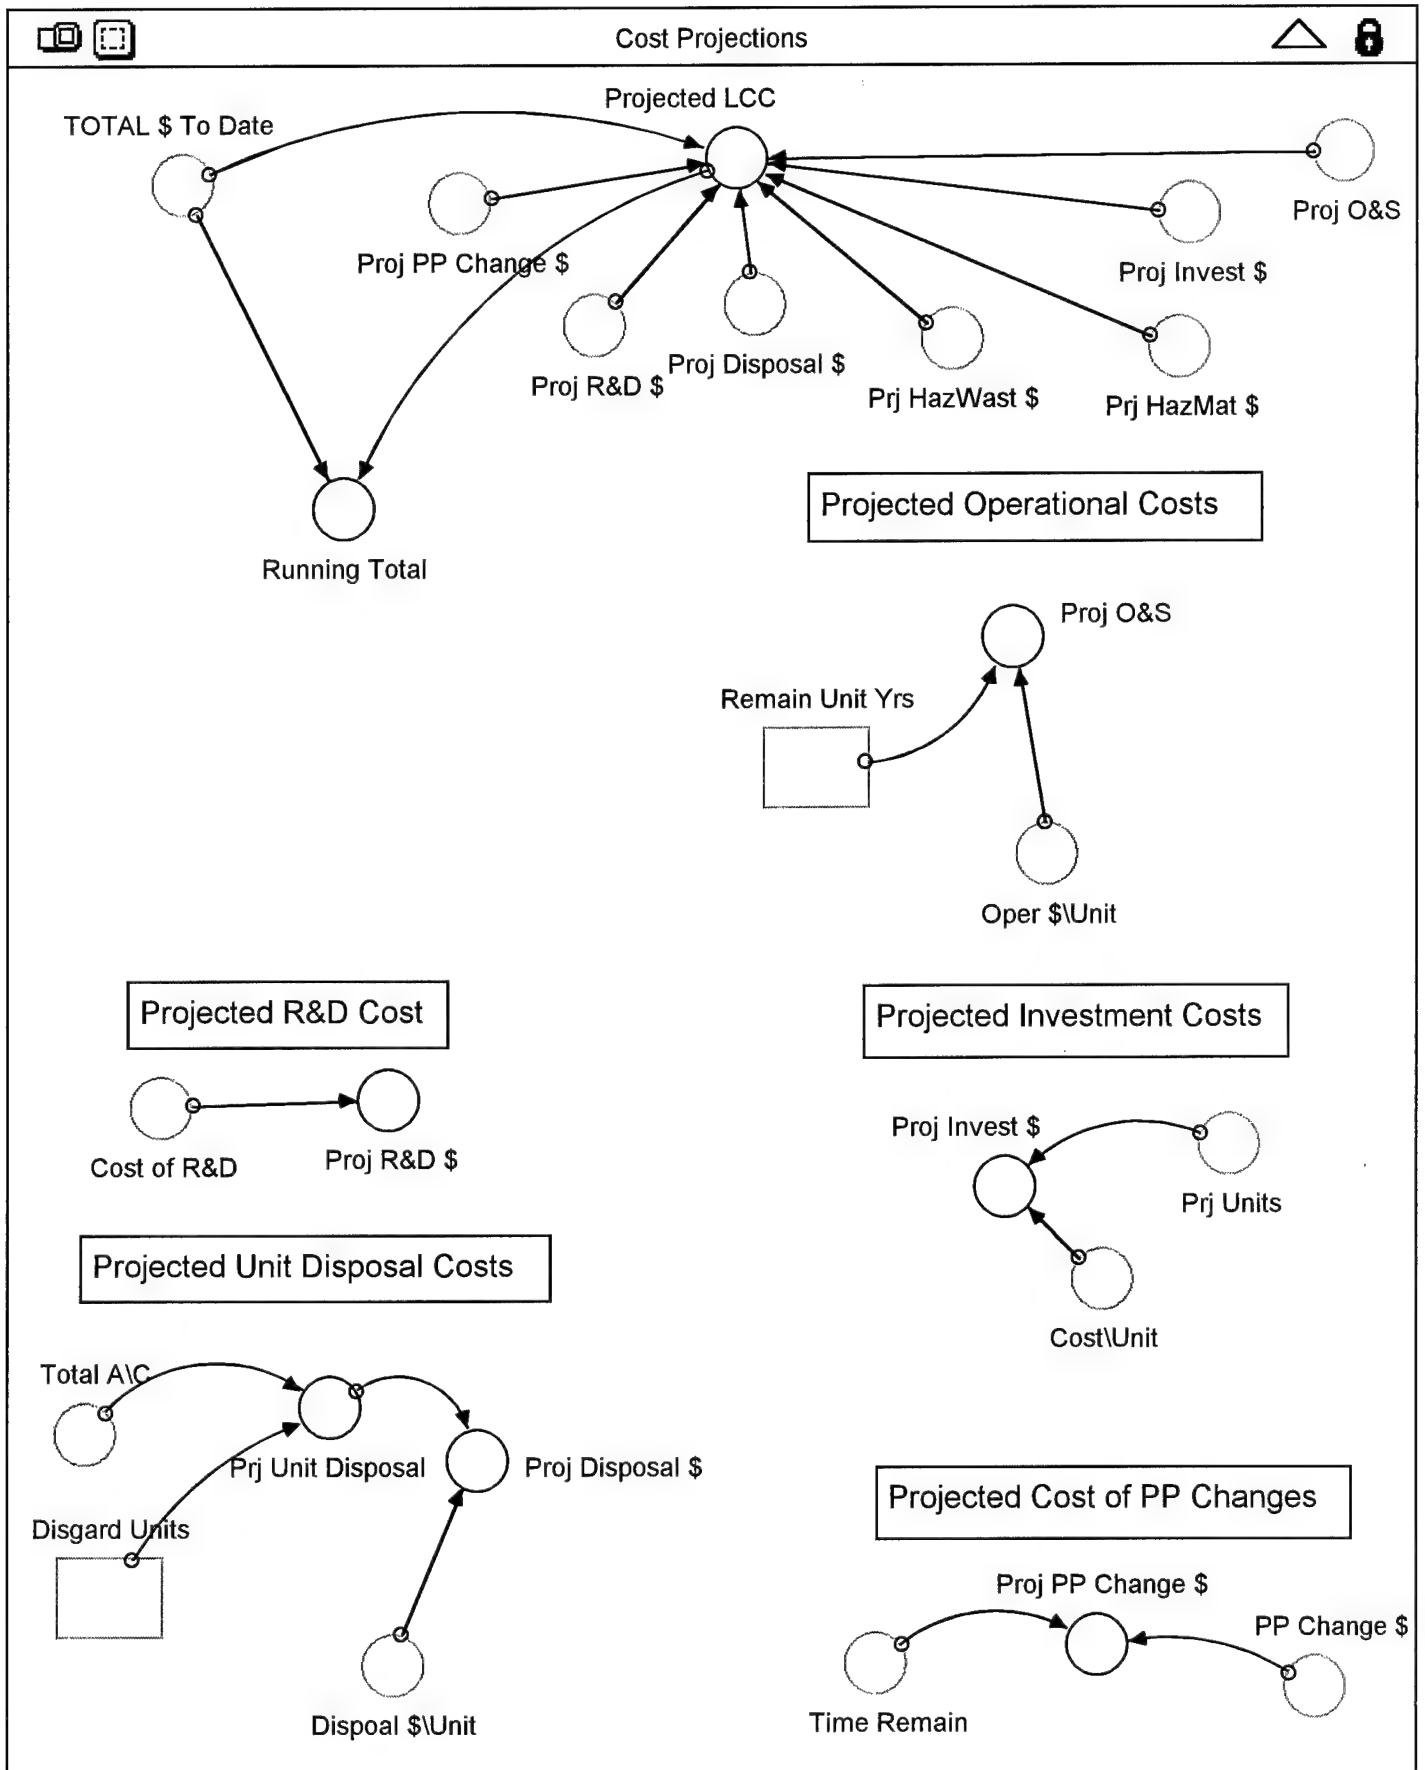 Cost Projections
Projected LCC
TOTAL $ To Date
Proj O&S
Proj PP Change $
Proj Invest $
Proj R&D $
Proj Disposal $
Prj HazWast $
Prj HazMat $
Projected Operational Costs
Running Total
Proj O&S
Remain Unit Yrs
Oper $\Unit
Projected R&D Cost
Projected Investment Costs
Proj Invest $
Cost of R&D
Proj R&D $
Prj Units
Projected Unit Disposal Costs
Cost\Unit
Total A\C
Prj Unit Disposal
Proj Disposal $
Projected Cost of PP Changes
Disgard Units
Proj PP Change $
PP Change $
Dispoal $\Unit
Time Remain